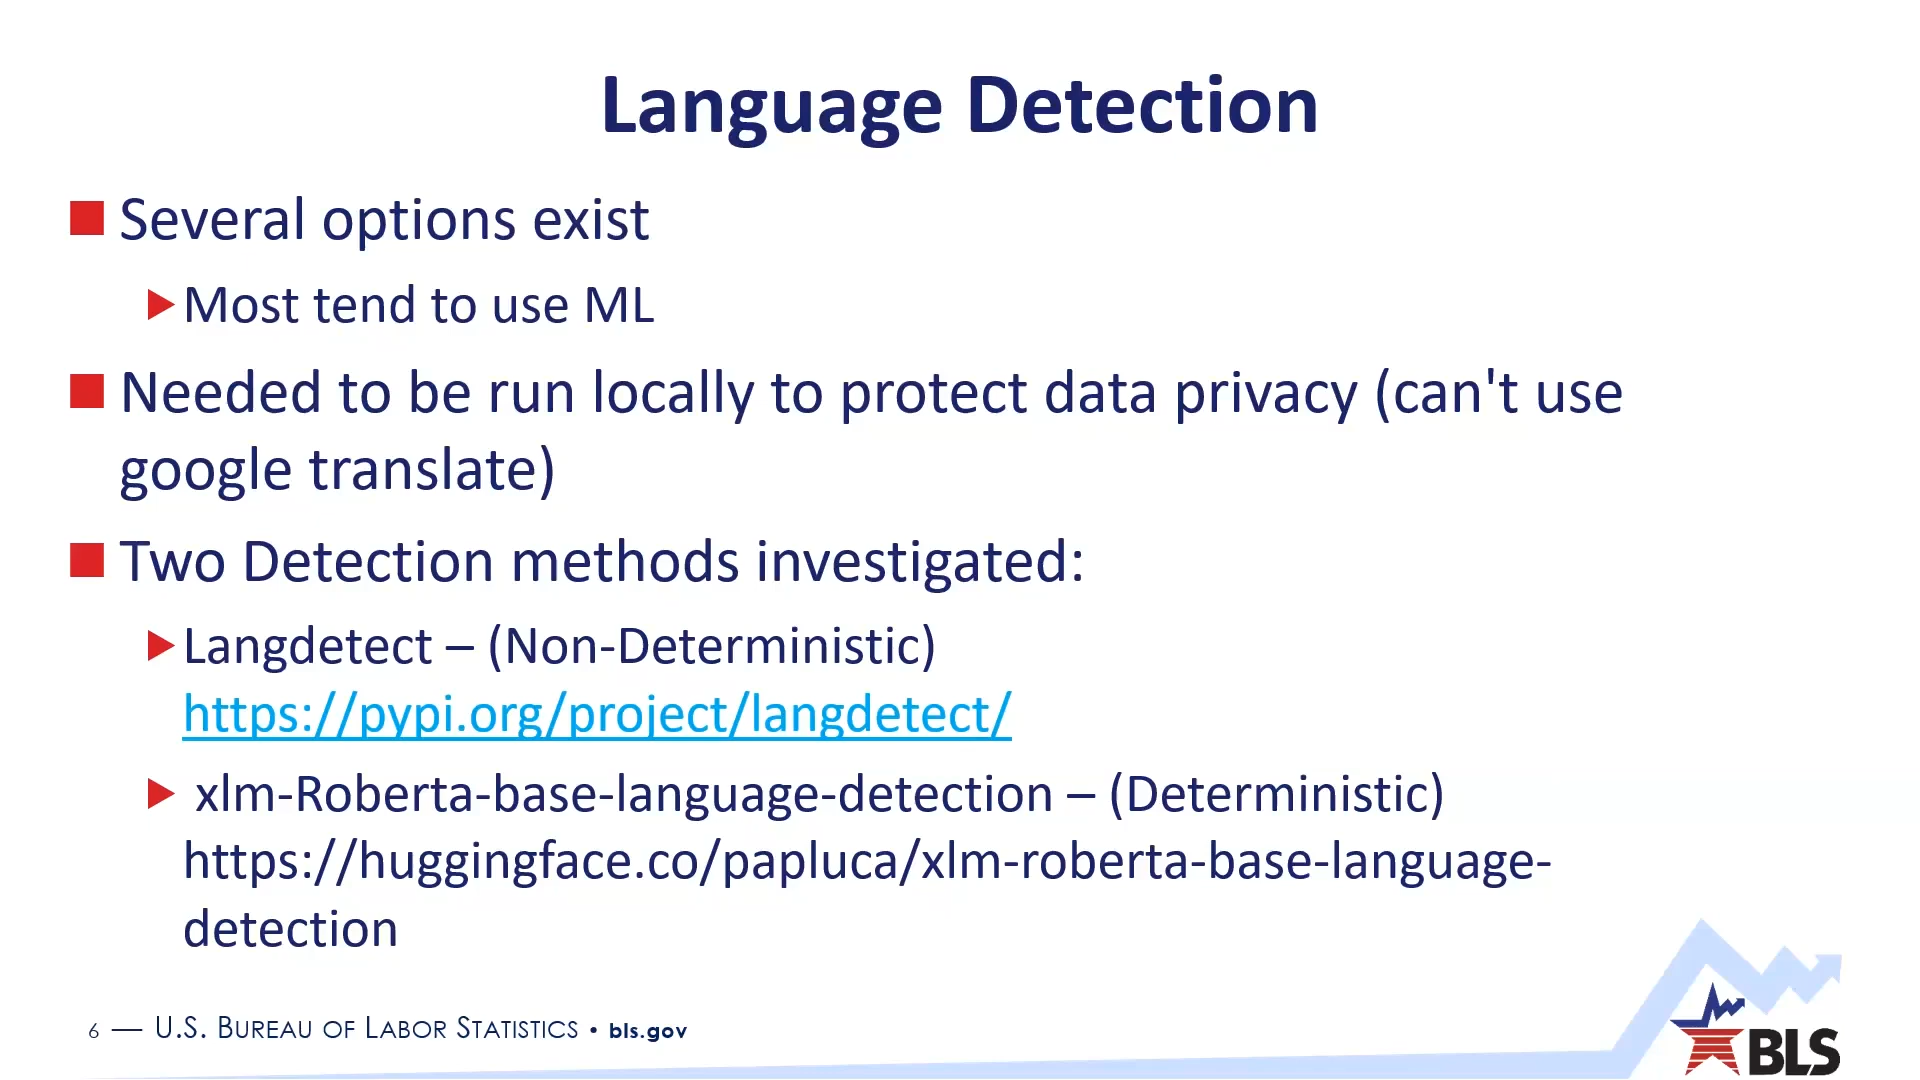 Language Detection
Several options exist
Most tend to use ML
Needed to be run locally to protect data privacy (can't use
google translate)
Two Detection methods investigated:
Langdetect – (Non-Deterministic)
https://pypi.org/project/langdetect/
xlm-Roberta-base-language-detection – (Deterministic)
https://huggingface.co/papluca/xlm-roberta-base-language-
detection
6 — U.S. BUREAU OF LABOR STATISTICS • bls.gov
BLS